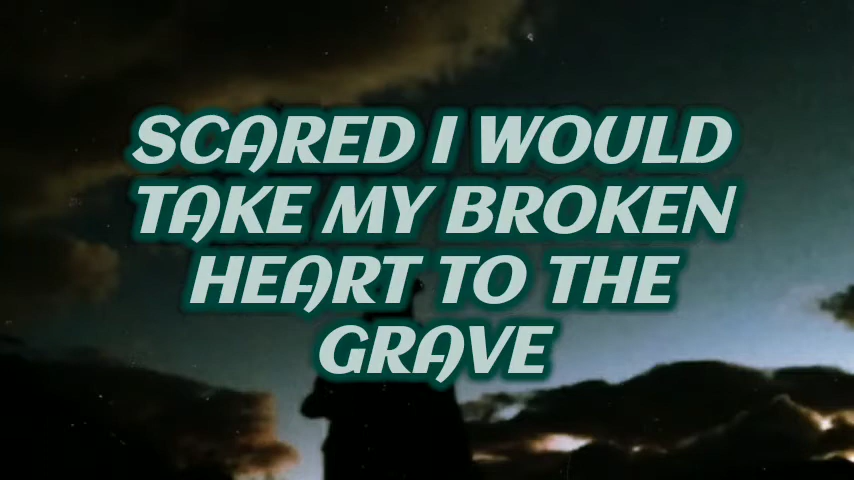 SCARED I WOULD
TAKE MY BROKEN
HEART TO THE
GRAVE